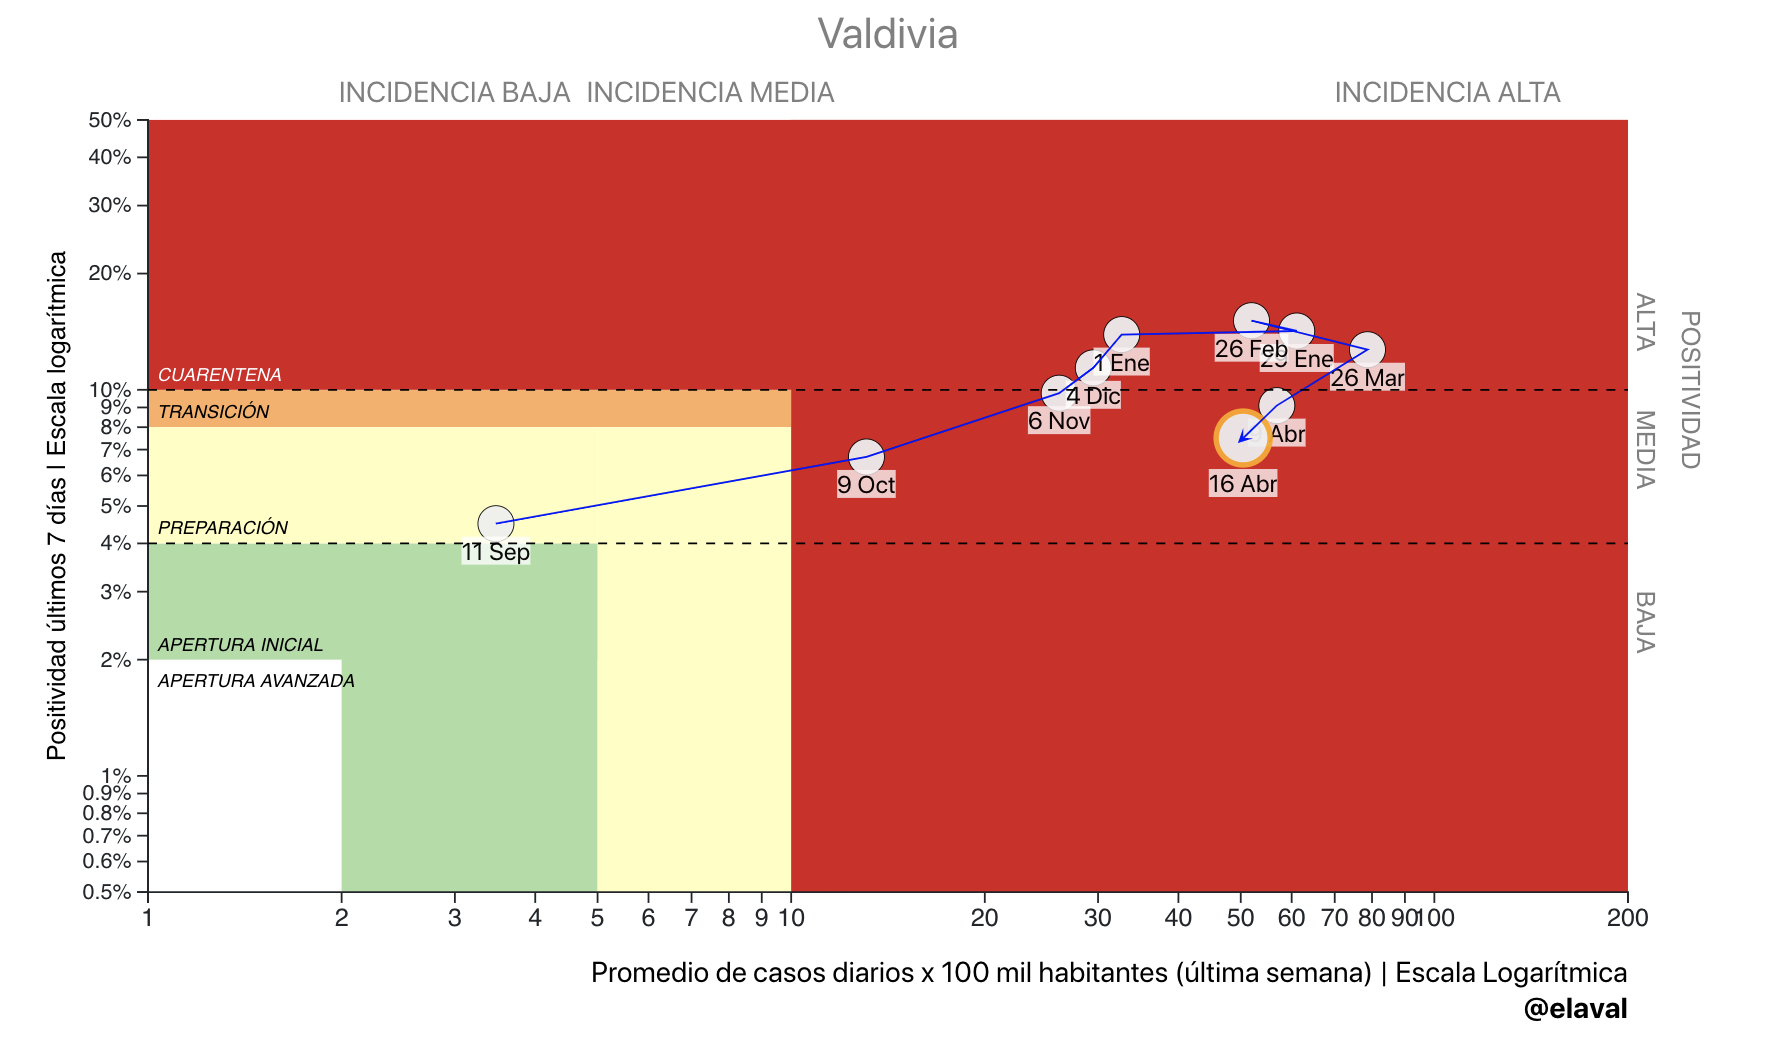 Valdivia
INCIDENCIA BAJA
INCIDENCIA MEDIA
INCIDENCIA ALTA
Positividad últimos 7 días | Escala logarítmica
50%
40%
30%
20%
10%
9%
8%
7%
6%
5%
4%
3%
2%
1%
0.9%
0.8%
0.7%
0.6%
0.5%
CUARENTENA
TRANSICIÓN
PREPARACIÓN
APERTURA INICIAL
APERTURA AVANZADA
11 Sep
9 Oct
6 Nov
4 Dic
1 Ene
29 Ene
26 Feb
26 Mar
Abr
16 Abr
ALTA
MEDIA
BAJA
POSITIVIDAD
1
2
3
4
5
6
7
8
9
10
20
30
40
50
60
70
80
90
100
200
Promedio de casos diarios x 100 mil habitantes (última semana) | Escala Logarítmica
@elaval